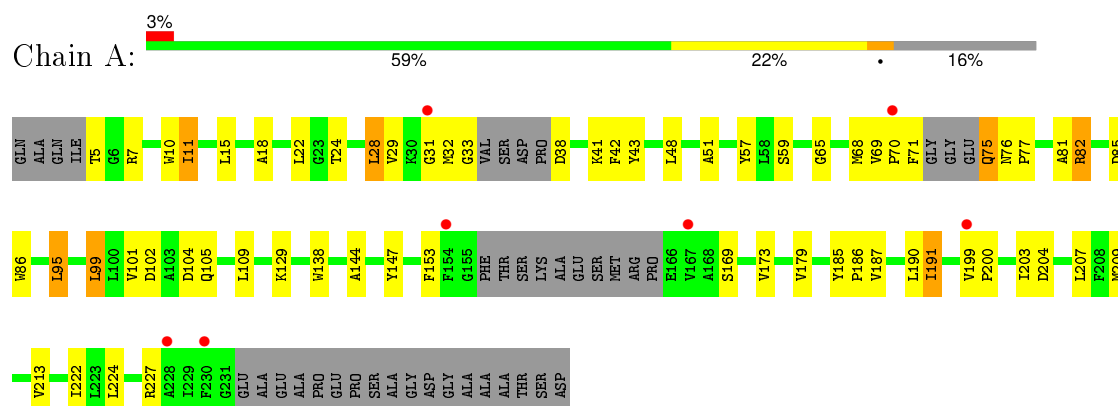 3%
Chain A:
59% 22% • 16%
GLN ALA GLN ILE T5 G6 R7 W10 I11 L15 A18 L22 G23 T24 L28 V29 K30 G31 M32 G33 VAL SER ASP PRO D38 K41 F42 Y43 L48 A51 Y57 L58 S59 G65 M68 V69 P70 F71 GLY GLY GLU Q75 N76 P77 A81 R82
W86 L95 L99 L100 V101 D102 A103 D104 Q105 L109 K129 W138 A144 Y147 F153 F154 G155 PHE THR SER LYS ALA GLU SER MET ARG PRO E166 V167 A168 S169 V173 V179 Y185 P186 V187 L190 I191 V199 P200 I203 D204 L207 F208 M209
V213 I222 L223 L224 R227 A228 I229 F230 G231 GLU ALA GLU ALA PRO GLU PRO SER ALA GLY ASP GLY ALA ALA ALA THR SER ASP